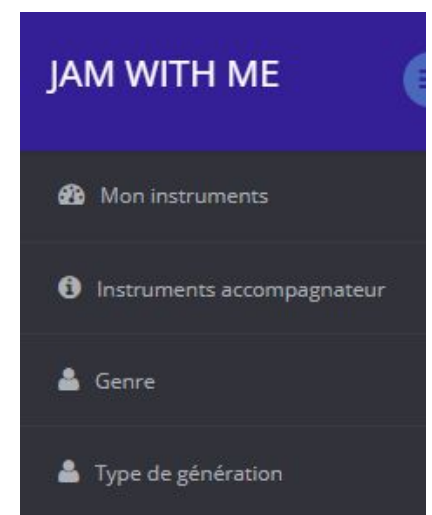 JAM WITH ME
Mon instruments
Instruments accompagnateur
Genre
Type de génération